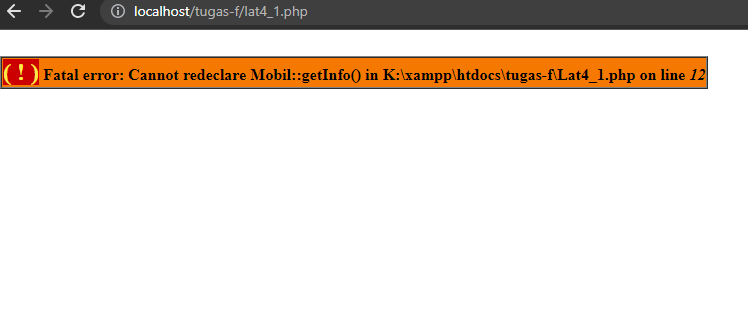 localhost/tugas-f/lat4_1.php
( ! ) Fatal error: Cannot redeclare Mobil::getInfo() in K:\xampp\htdocs\tugas-f\Lat4_1.php on line 12